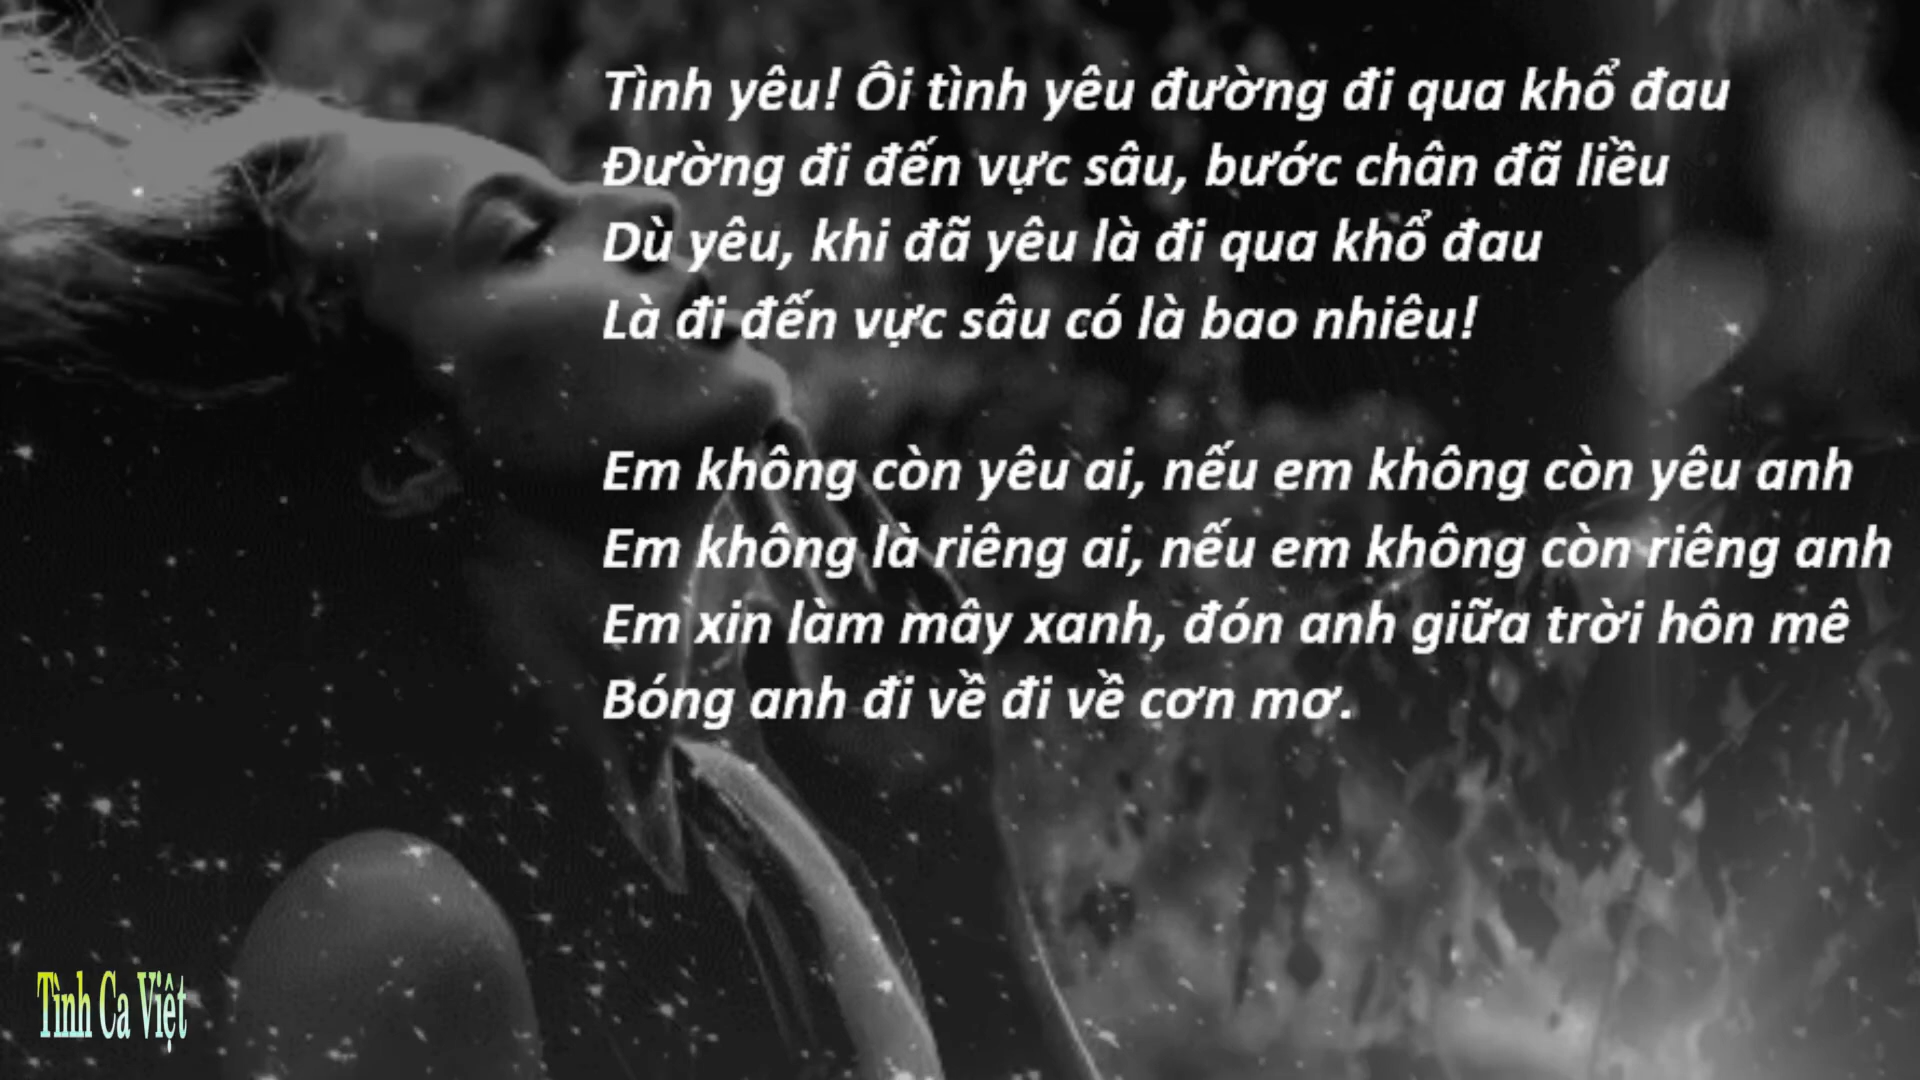 Tình yêu! Ôi tình yêu đường đi qua khổ đau
Đường đi đến vực sâu, bước chân đã liều
Dù yêu, khi đã yêu là đi qua khổ đau
Là đi đến vực sâu có là bao nhiêu!
Em không còn yêu ai, nếu em không còn yêu anh
Em không là riêng ai, nếu em không còn riêng anh
Em xin làm mây xanh, đón anh giữa trời hôn mê
Bóng anh đi về đi về cơn mơ.
Tình Ca Việt